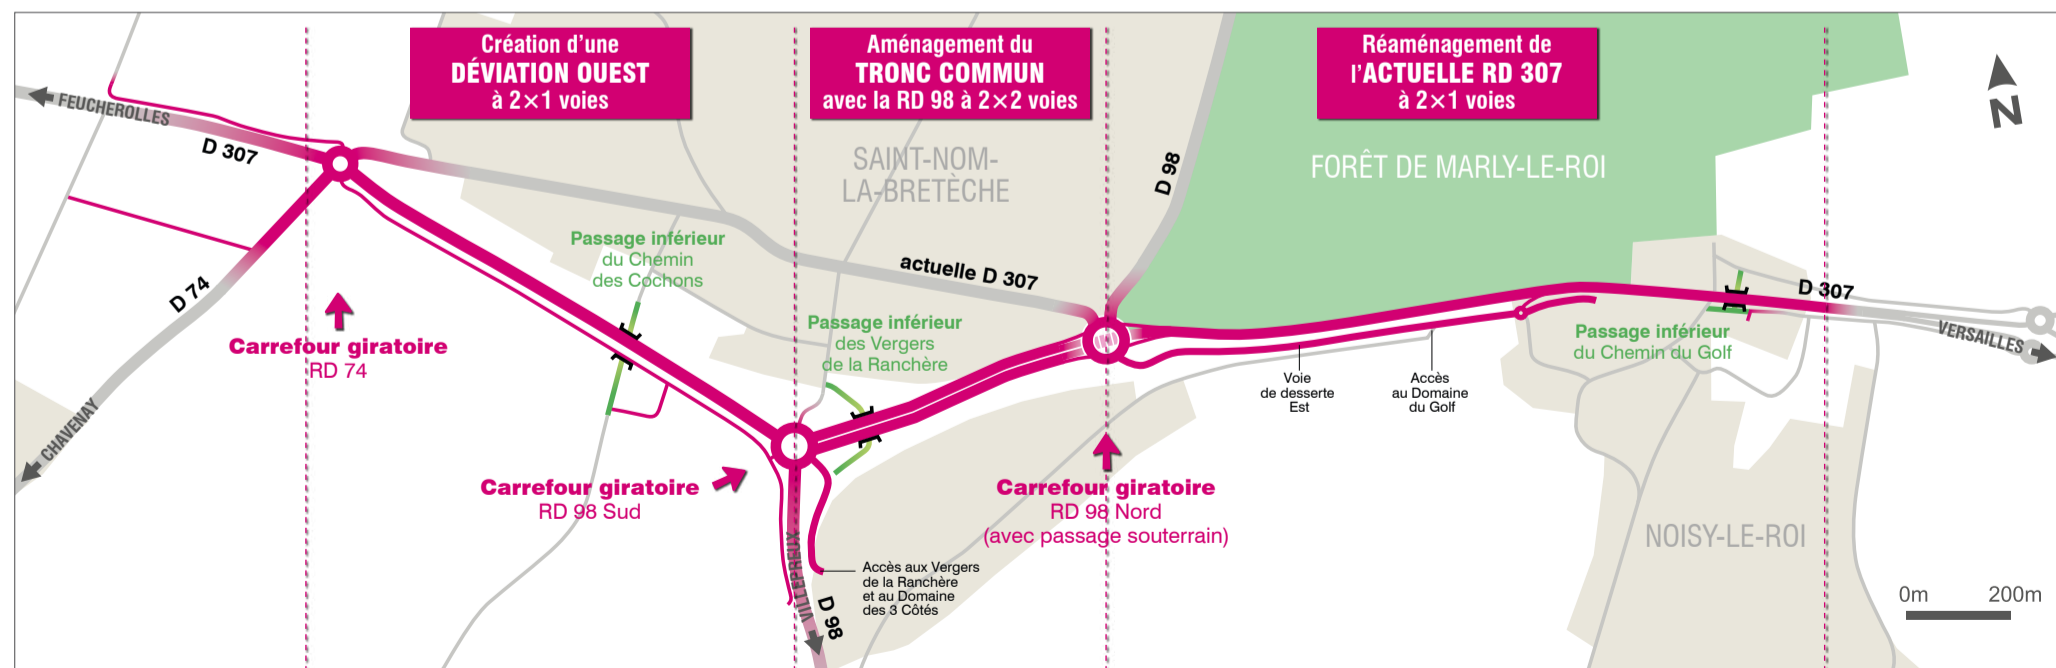 Création d’une
DÉVIATION OUEST
à 2×1 voies
Aménagement du
TRONC COMMUN
avec la RD 98 à 2×2 voies
Réaménagement de
l’ACTUELLE RD 307
à 2×1 voies
N
FEUCHEROLLES
D 307
D 74
CHAVENAY
Carrefour giratoire
RD 74
Passage inférieur
du Chemin
des Cochons
SAINT-NOM-
LA-BRETÈCHE
D 98
FORÊT DE MARLY-LE-ROI
actuelle D 307
Passage inférieur
des Vergers
de la Ranchère
D 307
VERSAILLES
Passage inférieur
du Chemin du Golf
Voie
de desserte
Est
Accès
au Domaine
du Golf
Carrefour giratoire
RD 98 Sud
Carrefour giratoire
RD 98 Nord
(avec passage souterrain)
VILLEPREUX
D 98
Accès aux Vergers
de la Ranchère
et au Domaine
des 3 Côtés
NOISY-LE-ROI
0m 200m